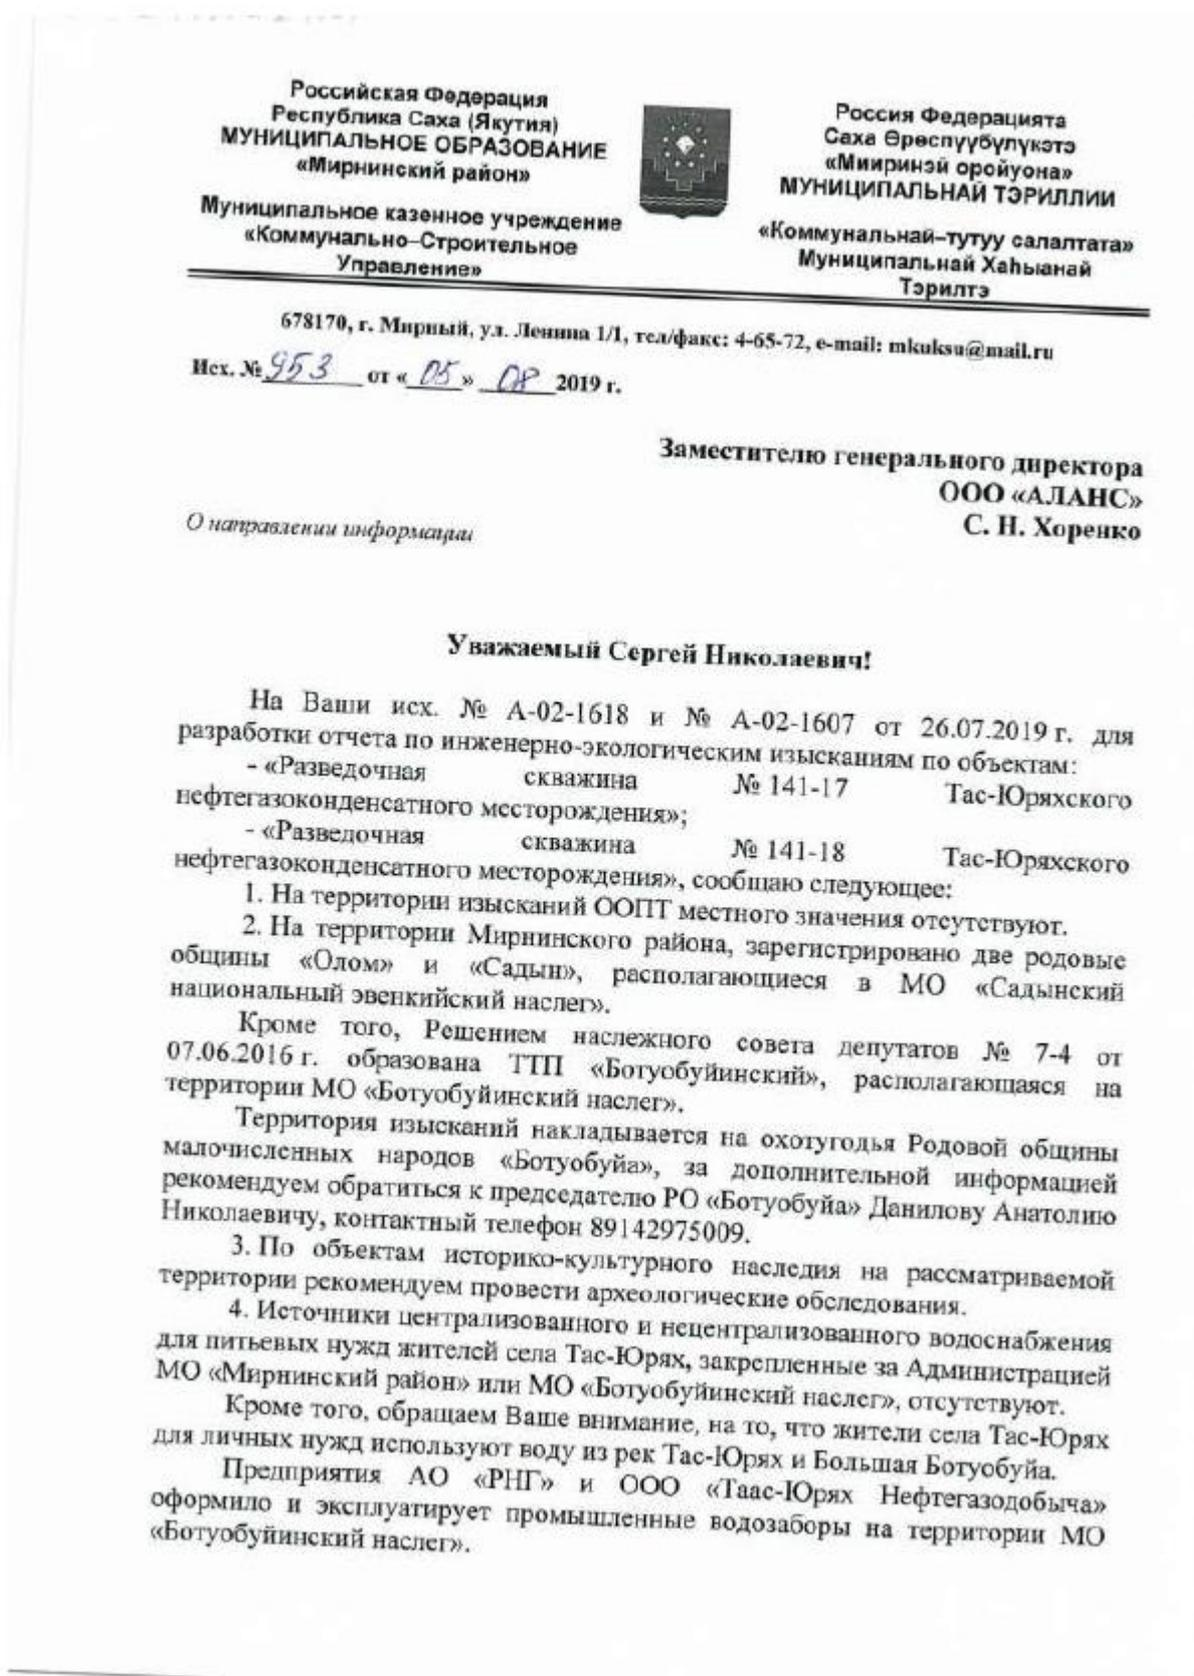 Российская Федерация
Республика Саха (Якутия)
МУНИЦИПАЛЬНОЕ ОБРАЗОВАНИЕ
«Мирнинский район»
Муниципальное казенное учреждение
«Коммунально–Строительное
Управление»
Россия Федерацията
Саха Өрөспүүбүлүкэтэ
«Мииринэй оройуона»
МУНИЦИПАЛЬНАЙ ТЭРИЛЛИИ
«Коммунальнай–тутуу салалтата»
Муниципальнай Хаһыанай
Тэрилтэ
678170, г. Мирный, ул. Ленина 1/1, тел/факс: 4-65-72, e-mail: mkuksu@mail.ru
Исх. № 953 от « 05 » 08 2019 г.
Заместителю генерального директора
ООО «АЛАНС»
С. Н. Хоренко
О направлении информации
Уважаемый Сергей Николаевич!
На Ваши исх. № А-02-1618 и № А-02-1607 от 26.07.2019 г. для
разработки отчета по инженерно-экологическим изысканиям по объектам:
- «Разведочная скважина № 141-17 Тас-Юряхского
нефтегазоконденсатного месторождения»;
- «Разведочная скважина № 141-18 Тас-Юряхского
нефтегазоконденсатного месторождения», сообщаю следующее:
1. На территории изысканий ООПТ местного значения отсутствуют.
2. На территории Мирнинского района, зарегистрировано две родовые
общины «Олом» и «Садын», располагающиеся в МО «Садынский
национальный эвенкийский наслег».
Кроме того, Решением наслежного совета депутатов № 7-4 от
07.06.2016 г. образована ТТП «Ботуобуйинский», располагающаяся на
территории МО «Ботуобуйинский наслег».
Территория изысканий накладывается на охотугодья Родовой общины
малочисленных народов «Ботуобуйа», за дополнительной информацией
рекомендуем обратиться к председателю РО «Ботуобуйа» Данилову Анатолию
Николаевичу, контактный телефон 89142975009.
3. По объектам историко-культурного наследия на рассматриваемой
территории рекомендуем провести археологические обследования.
4. Источники централизованного и нецентрализованного водоснабжения
для питьевых нужд жителей села Тас-Юрях, закрепленные за Администрацией
МО «Мирнинский район» или МО «Ботуобуйинский наслег», отсутствуют.
Кроме того, обращаем Ваше внимание, на то, что жители села Тас-Юрях
для личных нужд используют воду из рек Тас-Юрях и Большая Ботуобуйа.
Предприятия АО «РНГ» и ООО «Таас-Юрях Нефтегазодобыча»
оформило и эксплуатирует промышленные водозаборы на территории МО
«Ботуобуйинский наслег».